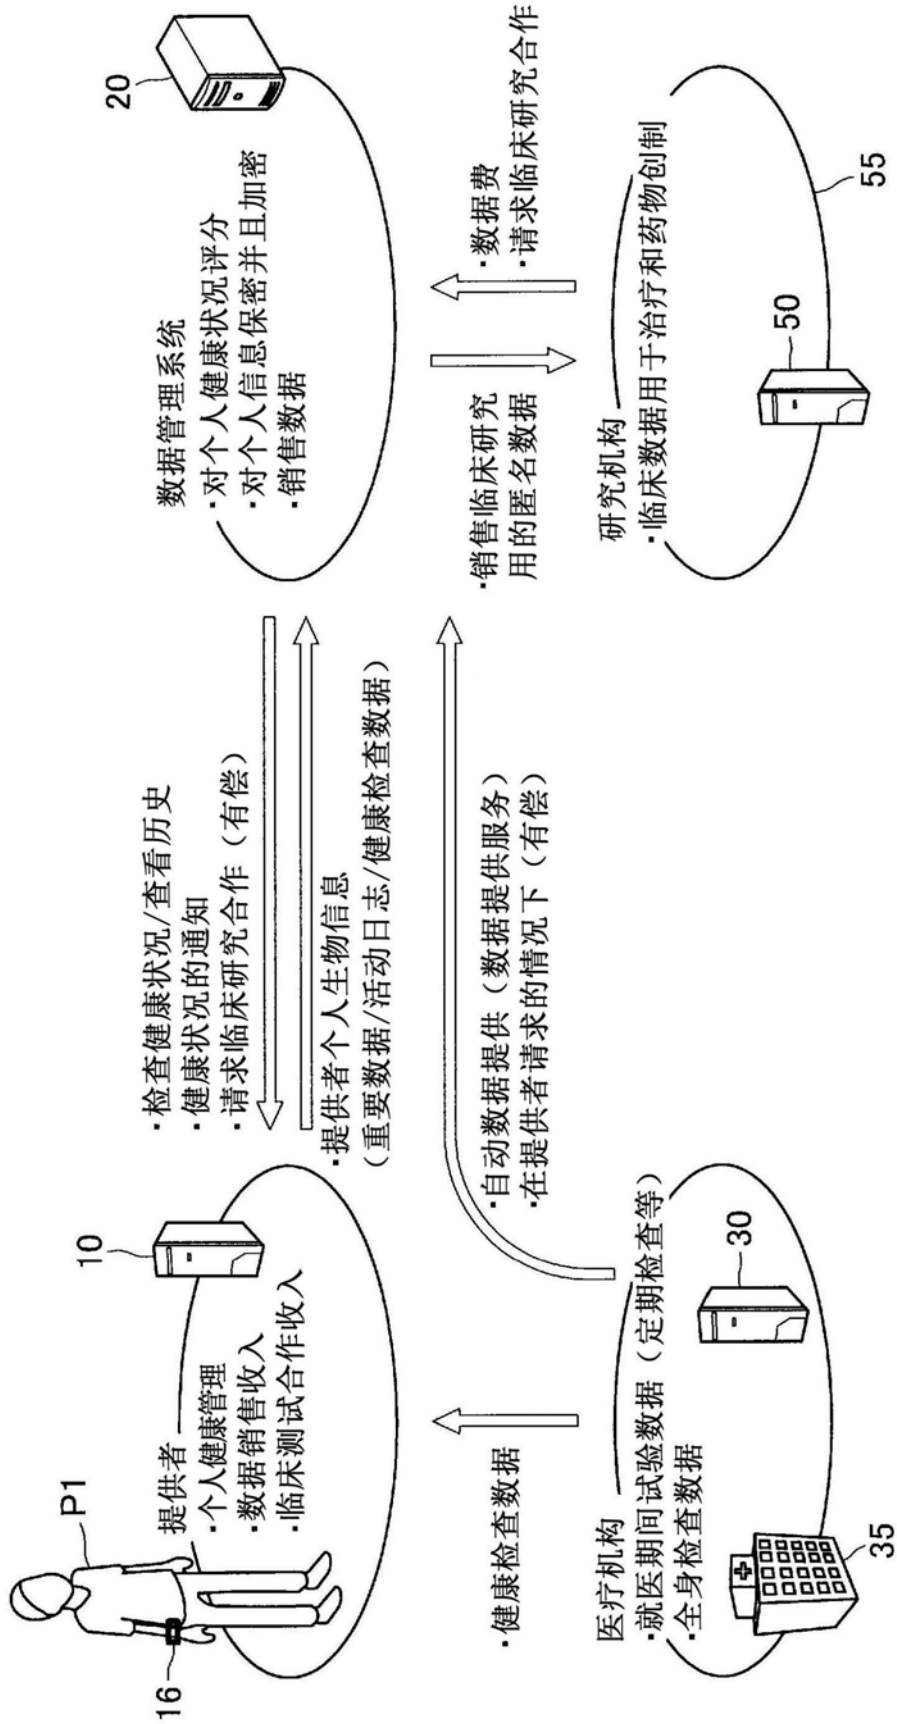 P1
16
10
提供者
·个人健康管理
·数据销售收入
·临床测试合作收入
·检查健康状况/查看历史
·健康状况的通知
·请求临床研究合作（有偿）
·提供者个人生物信息
（重要数据/活动日志/健康检查数据）
20
数据管理系统
·对个人健康状况评分
·对个人信息保密并且加密
·销售数据
·健康检查数据
·自动数据提供（数据提供服务）
·在提供者请求的情况下（有偿）
·销售临床研究
用的匿名数据
·数据费
·请求临床研究合作
医疗机构
·就医期间试验数据（定期检查等）
·全身检查数据
30
35
研究机构
·临床数据用于治疗和药物创制
50
55